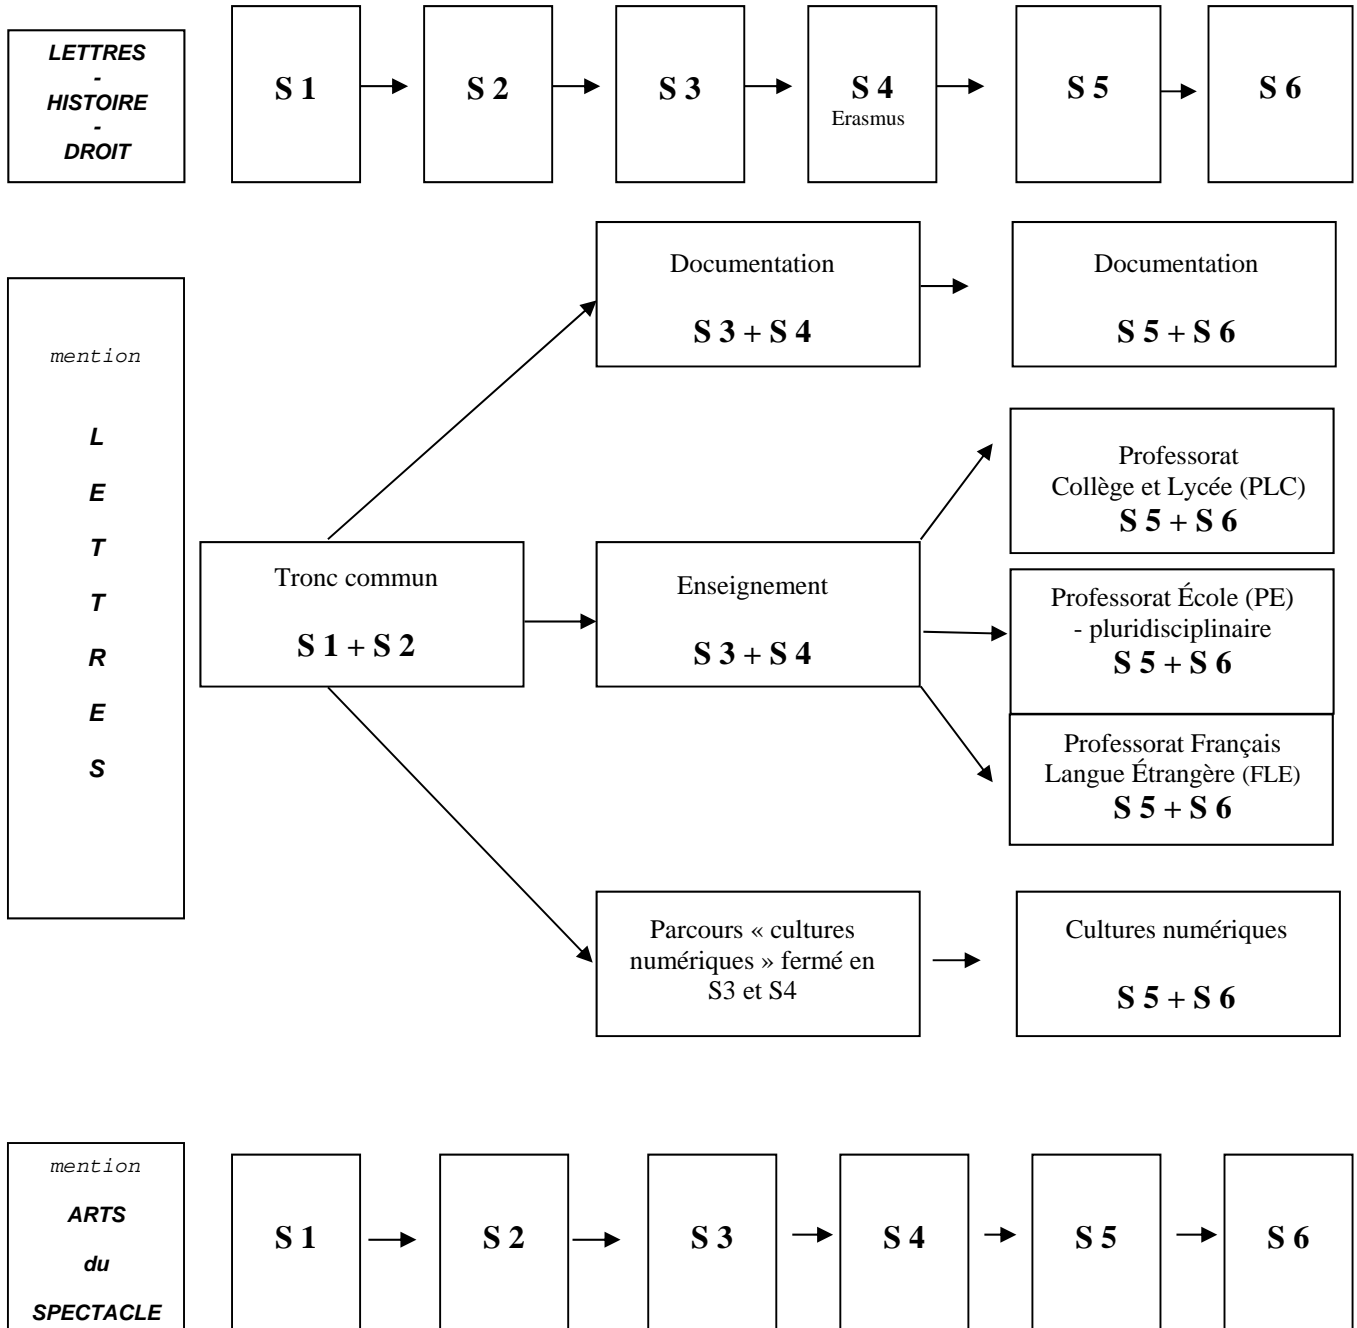 LETTRES
-
HISTOIRE
-
DROIT
S 1
S 2
S 3
S 4
Erasmus
S 5
S 6
mention
L
E
T
T
R
E
S
Tronc commun
S 1 + S 2
Documentation
S 3 + S 4
Documentation
S 5 + S 6
Enseignement
S 3 + S 4
Professorat
Collège et Lycée (PLC)
S 5 + S 6
Professorat École (PE)
- pluridisciplinaire
S 5 + S 6
Professorat Français
Langue Étrangère (FLE)
S 5 + S 6
Parcours « cultures
numériques » fermé en
S3 et S4
Cultures numériques
S 5 + S 6
mention
ARTS
du
SPECTACLE
S 1
S 2
S 3
S 4
S 5
S 6